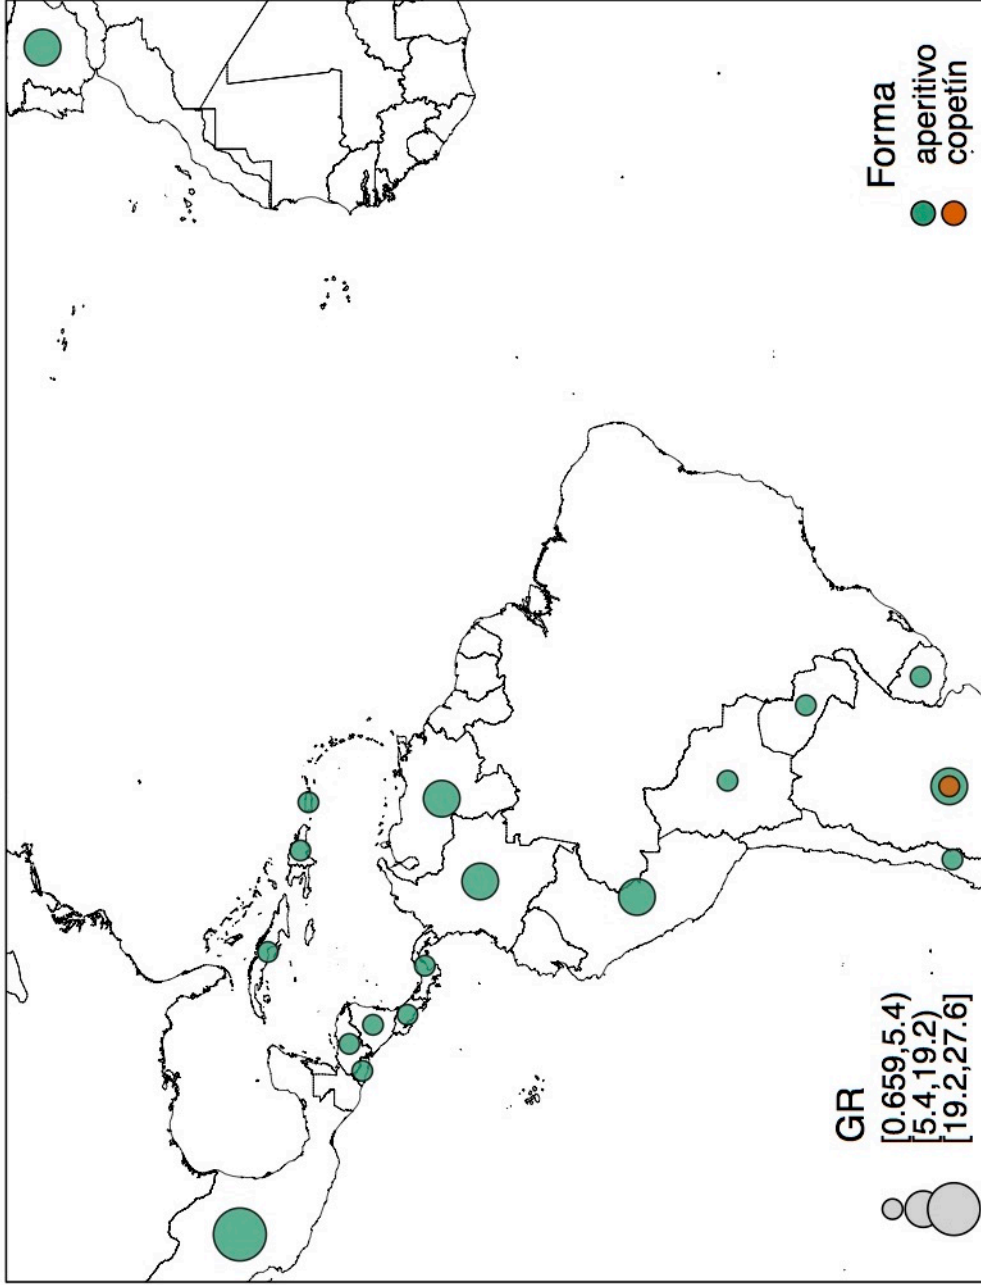 GR
[0.659,5.4)
[5.4,19.2)
[19.2,27.6]
Forma
aperitivo
copetín